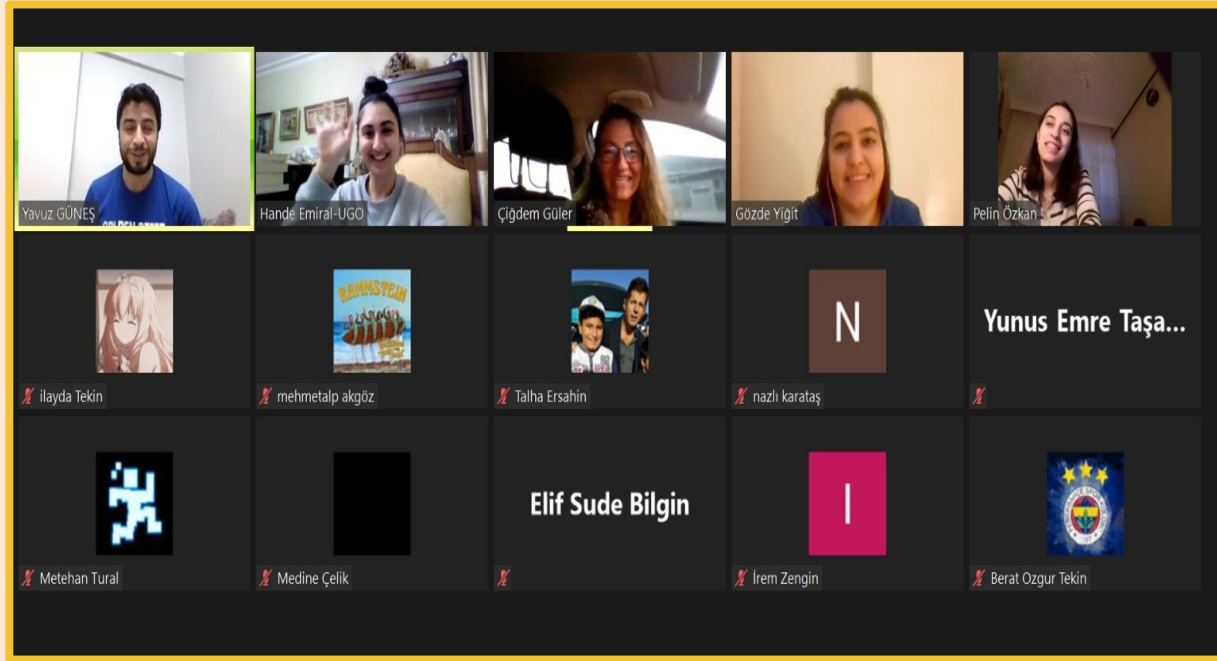 Yavuz GÜNEŞ
Hande Emiral-UGO
Çiğdem Güler
Gözde Yiğit
Pelin Özkan
RAMMSTEIN
N
Yunus Emre Taşa...
ilayda Tekin
mehmetalp akgöz
Talha Ersahin
nazlı karataş
Elif Sude Bilgin
I
Metehan Tural
Medine Çelik
İrem Zengin
Berat Ozgur Tekin